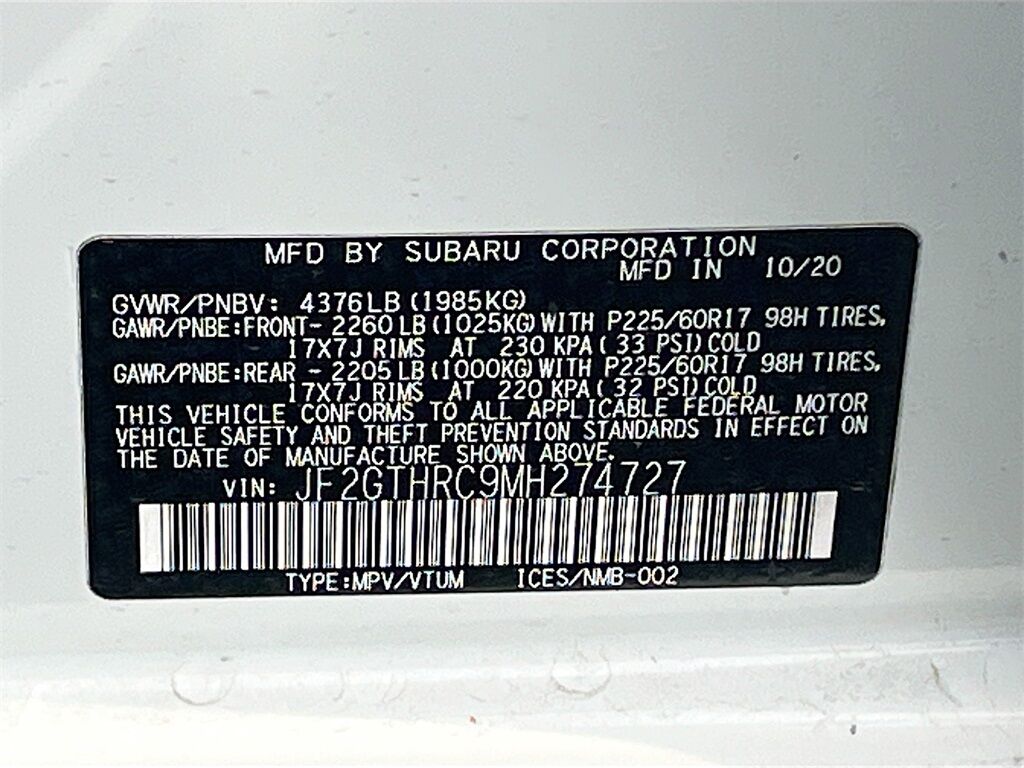 MFD BY SUBARU CORPORATION
MFD IN 10/20
GVWR/PNBV: 4376LB(1985KG)
GAWR/PNBE:FRONT- 2260LB(1025KG)WITH P225/60R17 98H TIRES,
17X7J RIMS AT 230 KPA( 33 PSI)COLD
GAWR/PNBE:REAR - 2205LB(1000KG)WITH P225/60R17 98H TIRES,
17X7J RIMS AT 220 KPA( 32 PSI)COLD
THIS VEHICLE CONFORMS TO ALL APPLICABLE FEDERAL MOTOR
VEHICLE SAFETY AND THEFT PREVENTION STANDARDS IN EFFECT ON
THE DATE OF MANUFACTURE SHOWN ABOVE.
VIN: JF2GTHRC9MH274727
TYPE:MPV/VTUM ICES/NMB-002